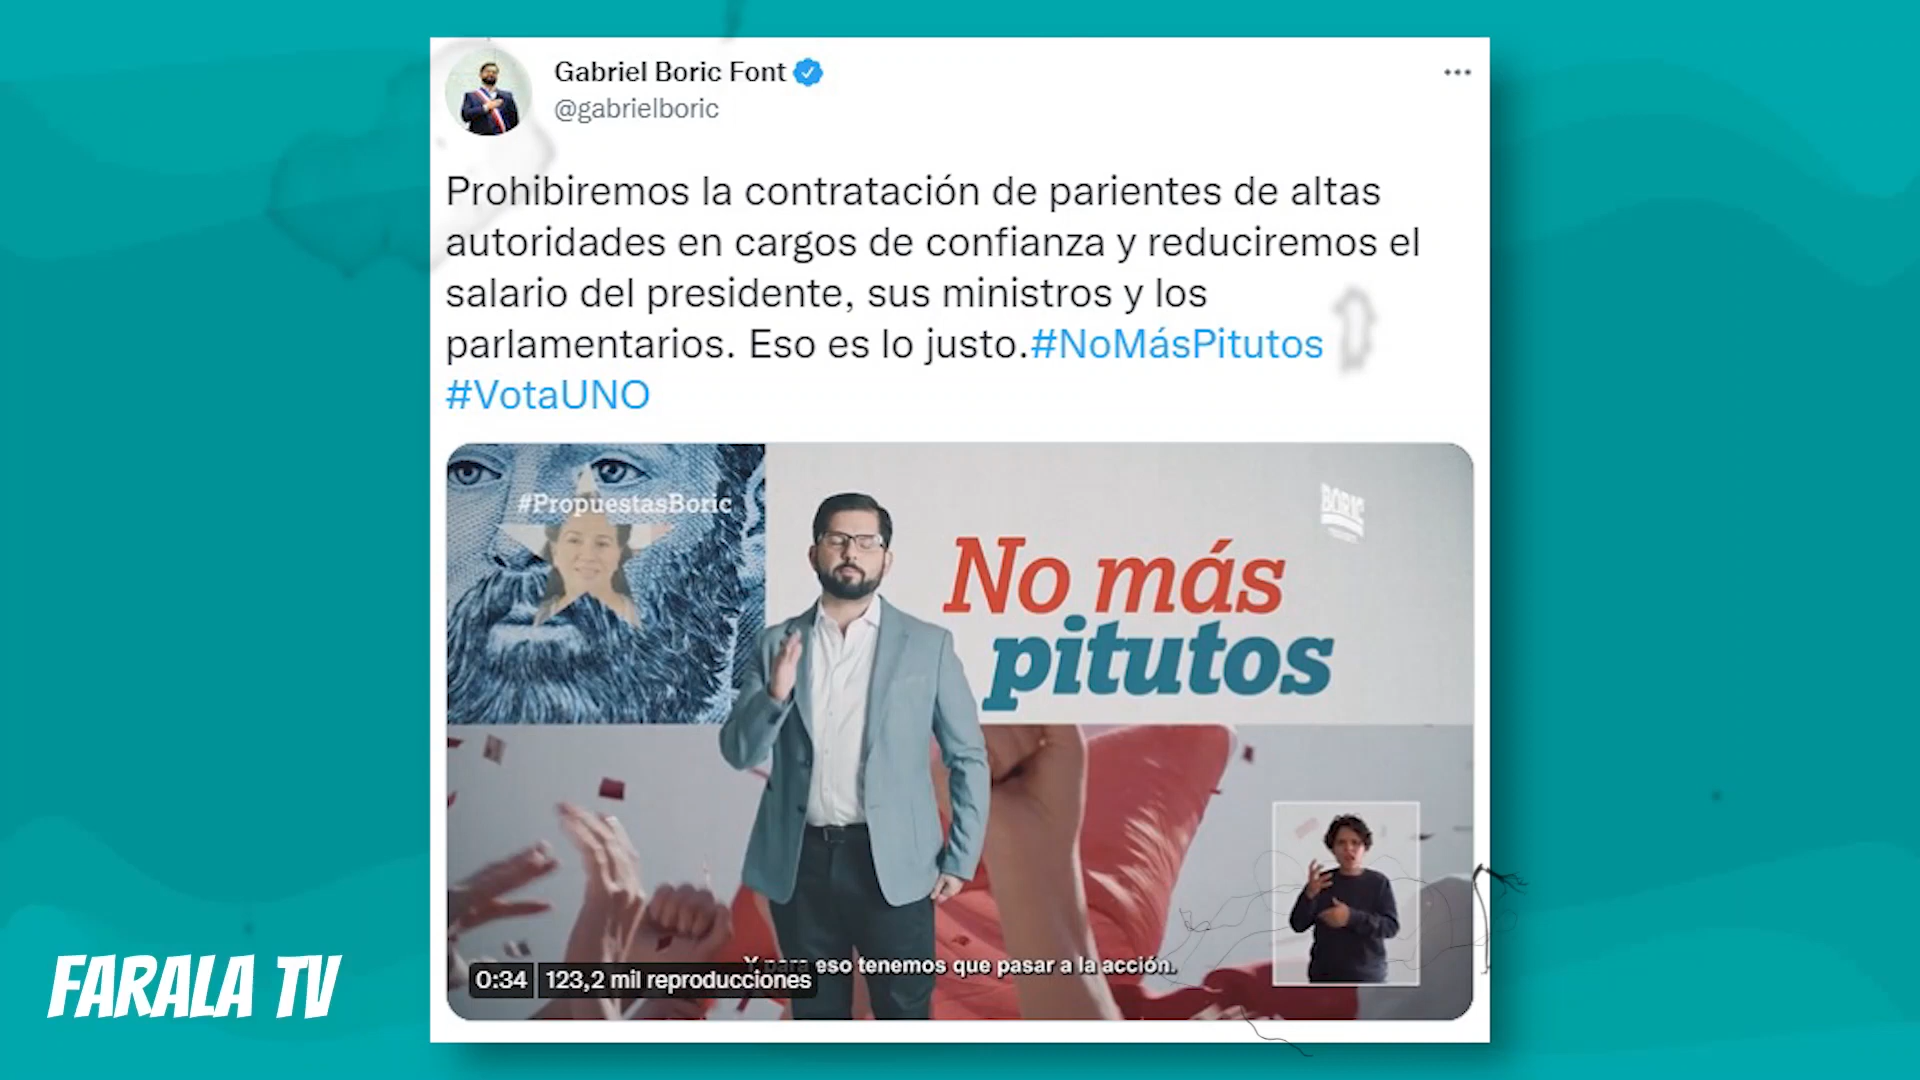 Gabriel Boric Font
@gabrielboric
Prohibiremos la contratación de parientes de altas
autoridades en cargos de confianza y reduciremos el
salario del presidente, sus ministros y los
parlamentarios. Eso es lo justo.#NoMásPitutos
#VotaUNO
#PropuestasBoric
BORIC
No más
pitutos
Y para eso tenemos que pasar a la acción.
0:34
123,2 mil reproducciones
FARALA TV